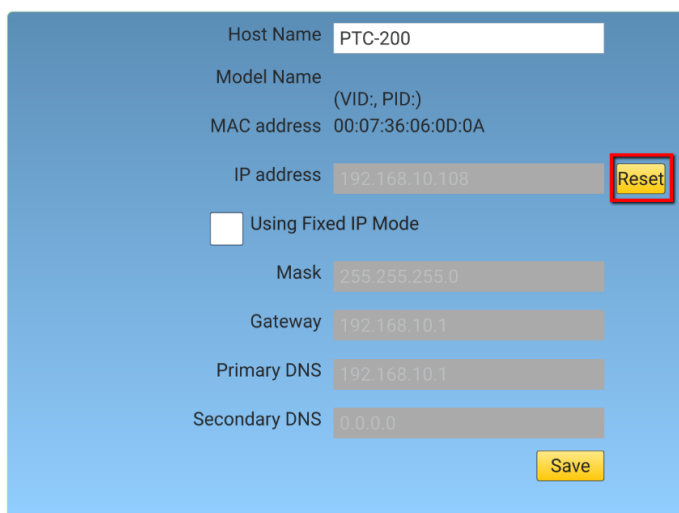 Host Name PTC-200
Model Name
(VID:, PID:)
MAC address 00:07:36:06:0D:0A
IP address 192.168.10.108 Reset
Using Fixed IP Mode
Mask 255.255.255.0
Gateway 192.168.10.1
Primary DNS 192.168.10.1
Secondary DNS 0.0.0.0
Save